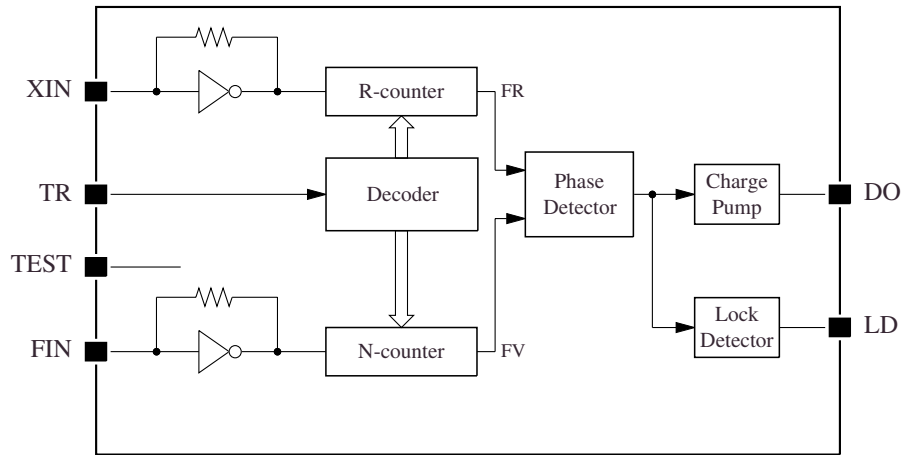 XIN
R-counter
FR
TR
Decoder
Phase
Detector
Charge
Pump
DO
TEST
FIN
N-counter
FV
Lock
Detector
LD